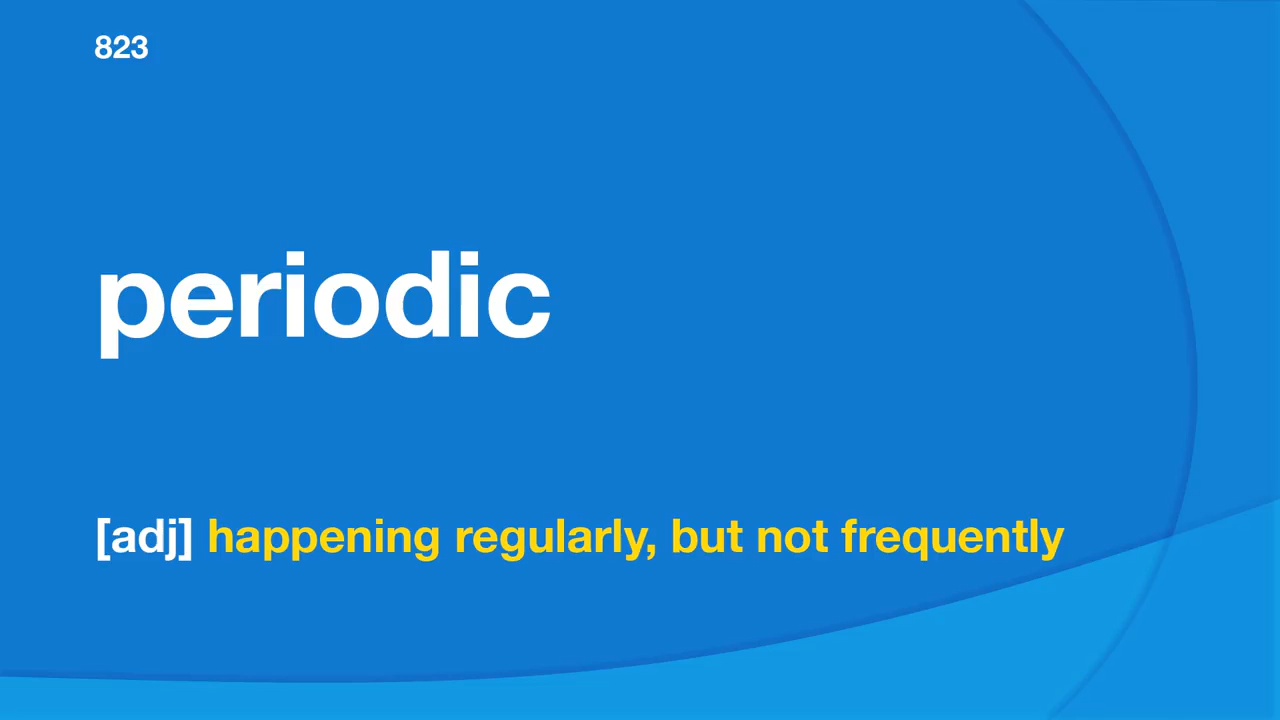 823
periodic
[adj] happening regularly, but not frequently